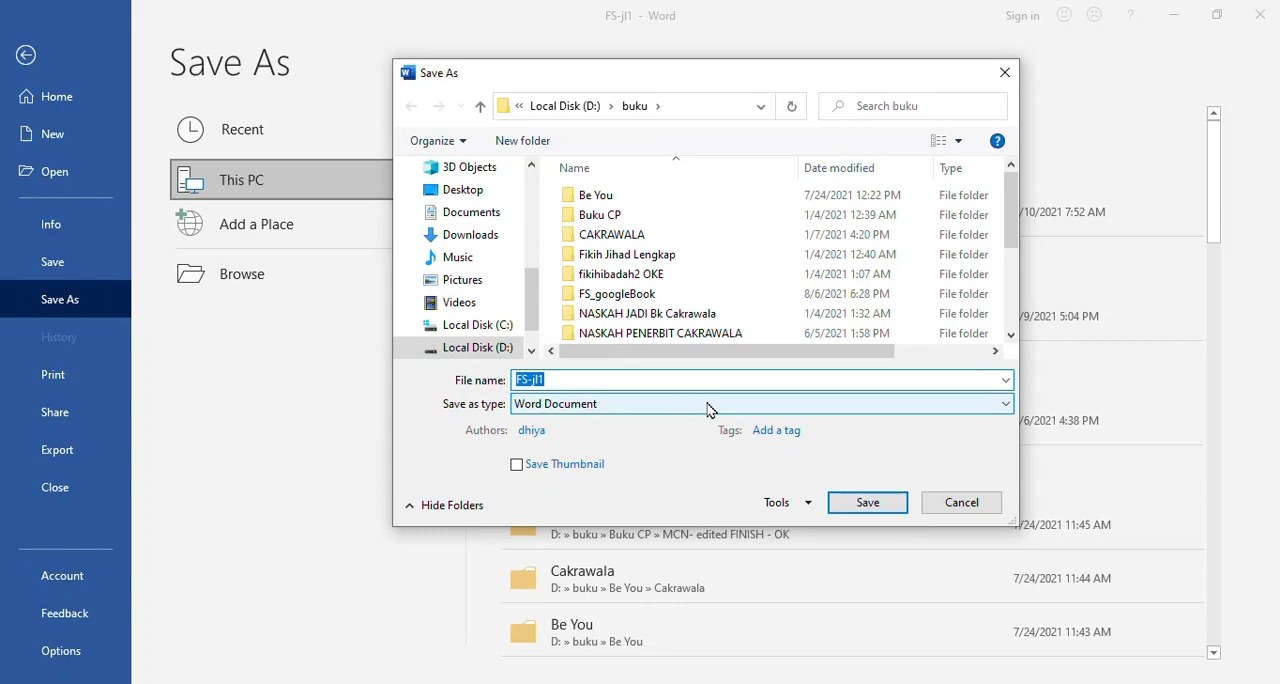 FS-jl1 - Word
Sign in
?
Save As
Home
New
Open
Info
Save
Save As
History
Print
Share
Export
Close
Account
Feedback
Options
Recent
This PC
Add a Place
Browse
Save As
« Local Disk (D:) › buku ›
Search buku
Organize
New folder
?
3D Objects
Desktop
Documents
Downloads
Music
Pictures
Videos
Local Disk (C:)
Local Disk (D:)
Name Date modified Type
Be You 7/24/2021 12:22 PM File folder
Buku CP 1/4/2021 12:39 AM File folder
CAKRAWALA 1/7/2021 4:20 PM File folder
Fikih Jihad Lengkap 1/4/2021 12:40 AM File folder
fikihibadah2 OKE 1/4/2021 1:07 AM File folder
FS_googleBook 8/6/2021 6:28 PM File folder
NASKAH JADI Bk Cakrawala 1/4/2021 1:32 AM File folder
NASKAH PENERBIT CAKRAWALA 6/5/2021 1:58 PM File folder
File name: FS-jl1
Save as type: Word Document
Authors: dhiya
Tags: Add a tag
Save Thumbnail
Hide Folders
Tools
Save
Cancel
/10/2021 7:52 AM
/9/2021 5:04 PM
/6/2021 4:38 PM
/24/2021 11:45 AM
D: » buku » Buku CP » MCN- edited FINISH - OK
Cakrawala
D: » buku » Be You » Cakrawala
7/24/2021 11:44 AM
Be You
D: » buku » Be You
7/24/2021 11:43 AM